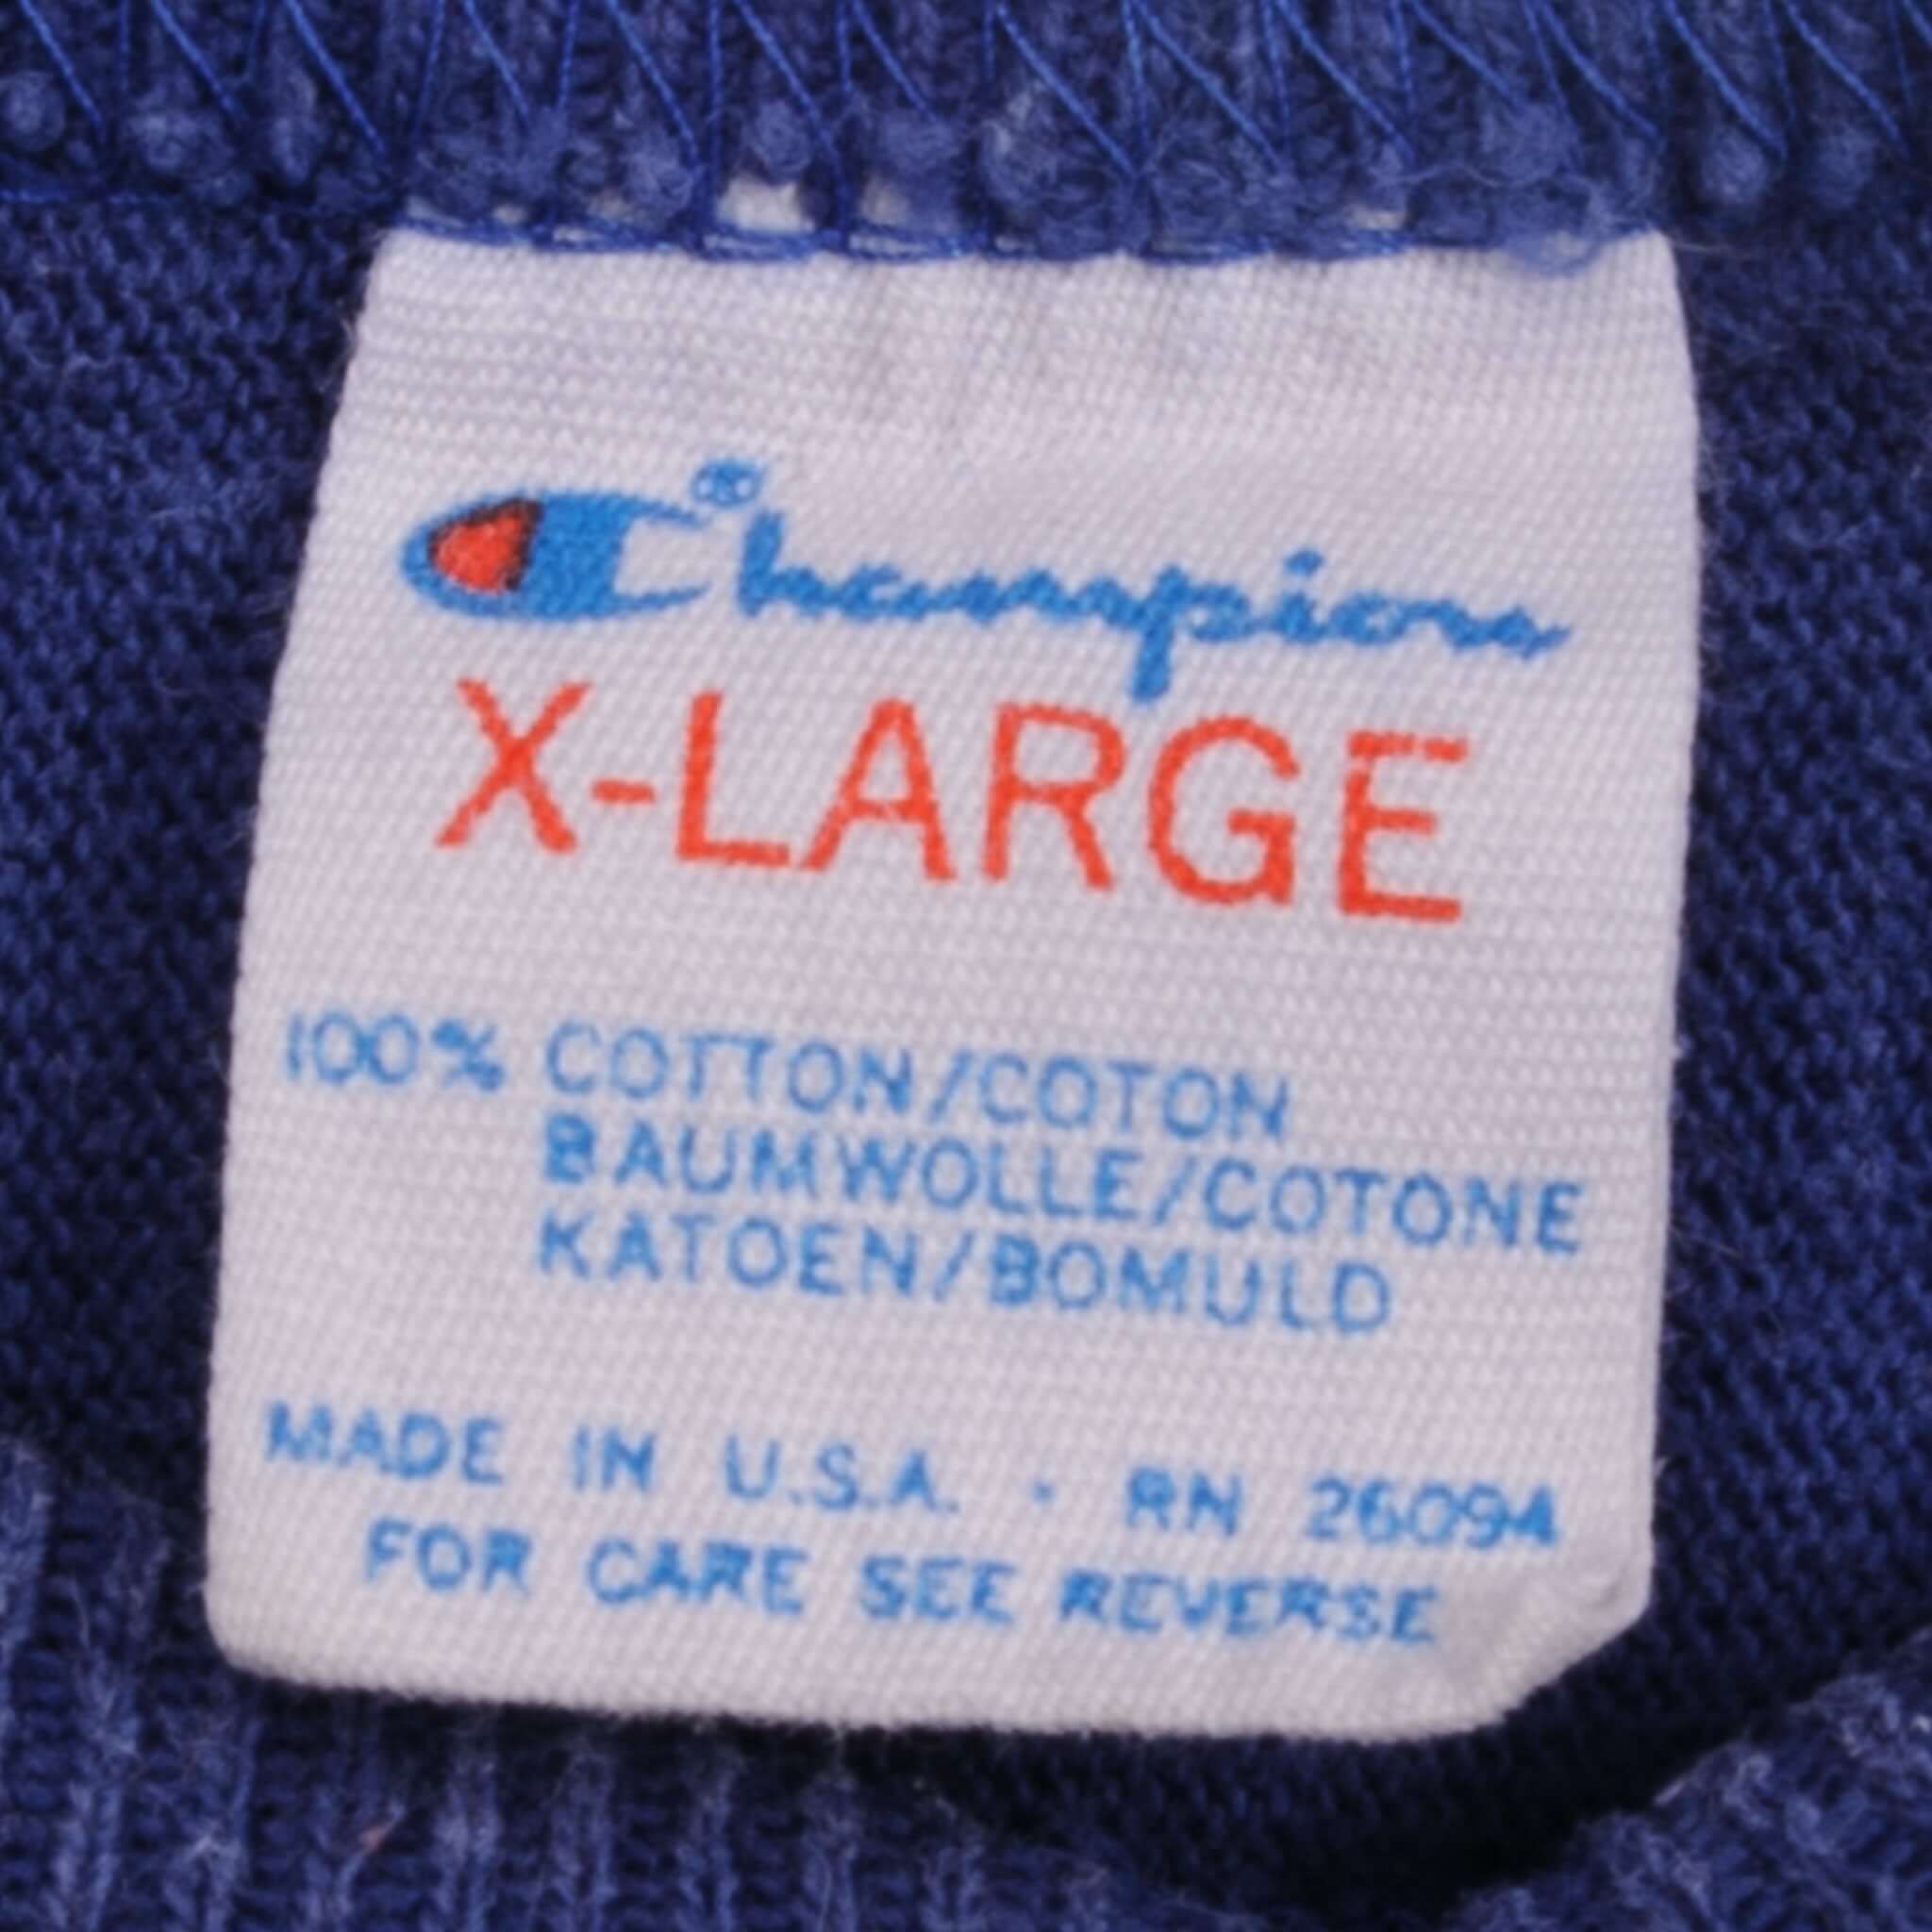 Champion®
X-LARGE
100% COTTON/COTON
BAUMWOLLE/COTONE
KATOEN/BOMULD
MADE IN U.S.A. · RN 26094
FOR CARE SEE REVERSE